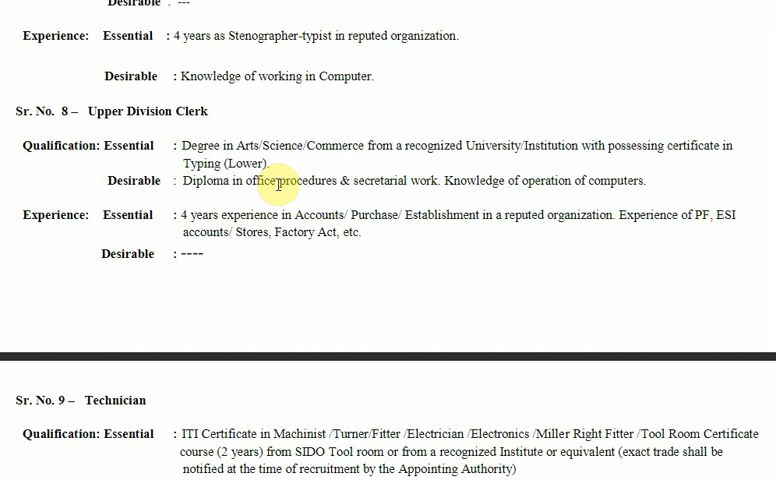 Desirable : ---
Experience: Essential : 4 years as Stenographer-typist in reputed organization.
Desirable : Knowledge of working in Computer.
Sr. No. 8 – Upper Division Clerk
Qualification: Essential : Degree in Arts/Science/Commerce from a recognized University/Institution with possessing certificate in
Typing (Lower).
Desirable : Diploma in office procedures & secretarial work. Knowledge of operation of computers.
Experience: Essential : 4 years experience in Accounts/ Purchase/ Establishment in a reputed organization. Experience of PF, ESI
accounts/ Stores, Factory Act, etc.
Desirable : ----
Sr. No. 9 – Technician
Qualification: Essential : ITI Certificate in Machinist /Turner/Fitter /Electrician /Electronics /Miller Right Fitter /Tool Room Certificate
course (2 years) from SIDO Tool room or from a recognized Institute or equivalent (exact trade shall be
notified at the time of recruitment by the Appointing Authority)